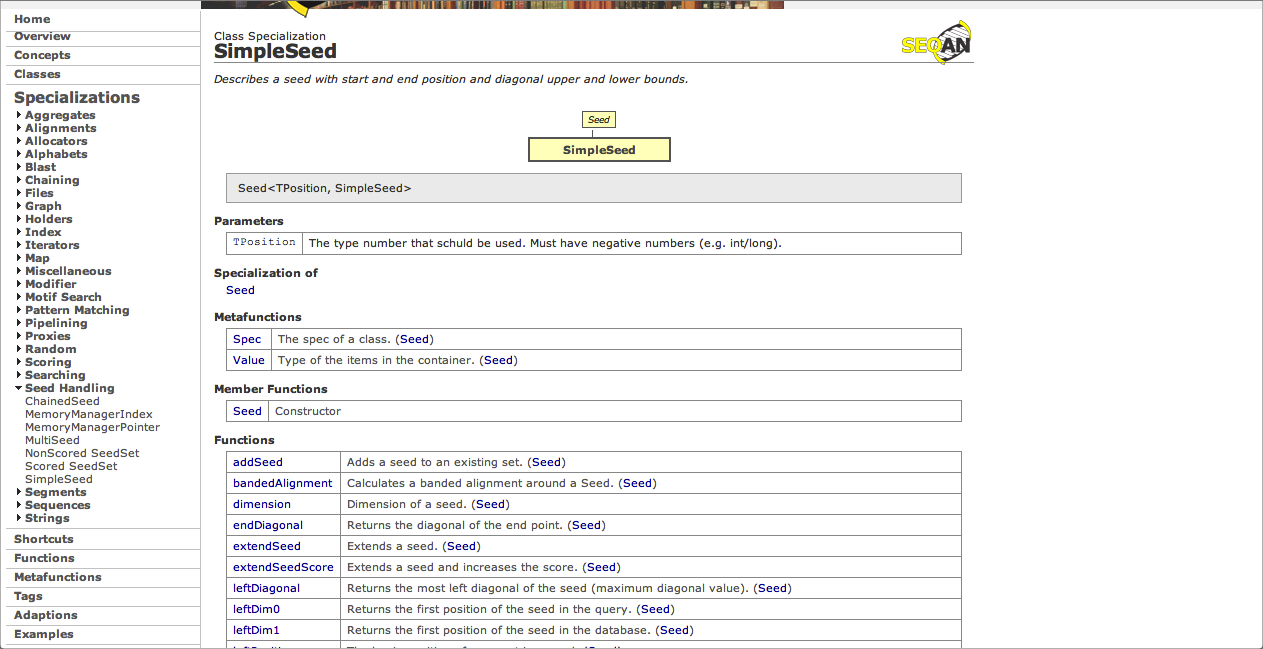 Home
Overview
Concepts
Classes
Specializations
Aggregates
Alignments
Allocators
Alphabets
Blast
Chaining
Files
Graph
Holders
Index
Iterators
Map
Miscellaneous
Modifier
Motif Search
Pattern Matching
Pipelining
Proxies
Random
Scoring
Searching
Seed Handling
ChainedSeed
MemoryManagerIndex
MemoryManagerPointer
MultiSeed
NonScored SeedSet
Scored SeedSet
SimpleSeed
Segments
Sequences
Strings
Shortcuts
Functions
Metafunctions
Tags
Adaptions
Examples
Class Specialization
SimpleSeed
SEQAN
Describes a seed with start and end position and diagonal upper and lower bounds.
Seed
SimpleSeed
Seed<TPosition, SimpleSeed>
Parameters
TPosition The type number that schuld be used. Must have negative numbers (e.g. int/long).
Specialization of
Seed
Metafunctions
Spec The spec of a class. (Seed)
Value Type of the items in the container. (Seed)
Member Functions
Seed Constructor
Functions
addSeed Adds a seed to an existing set. (Seed)
bandedAlignment Calculates a banded alignment around a Seed. (Seed)
dimension Dimension of a seed. (Seed)
endDiagonal Returns the diagonal of the end point. (Seed)
extendSeed Extends a seed. (Seed)
extendSeedScore Extends a seed and increases the score. (Seed)
leftDiagonal Returns the most left diagonal of the seed (maximum diagonal value). (Seed)
leftDim0 Returns the first position of the seed in the query. (Seed)
leftDim1 Returns the first position of the seed in the database. (Seed)